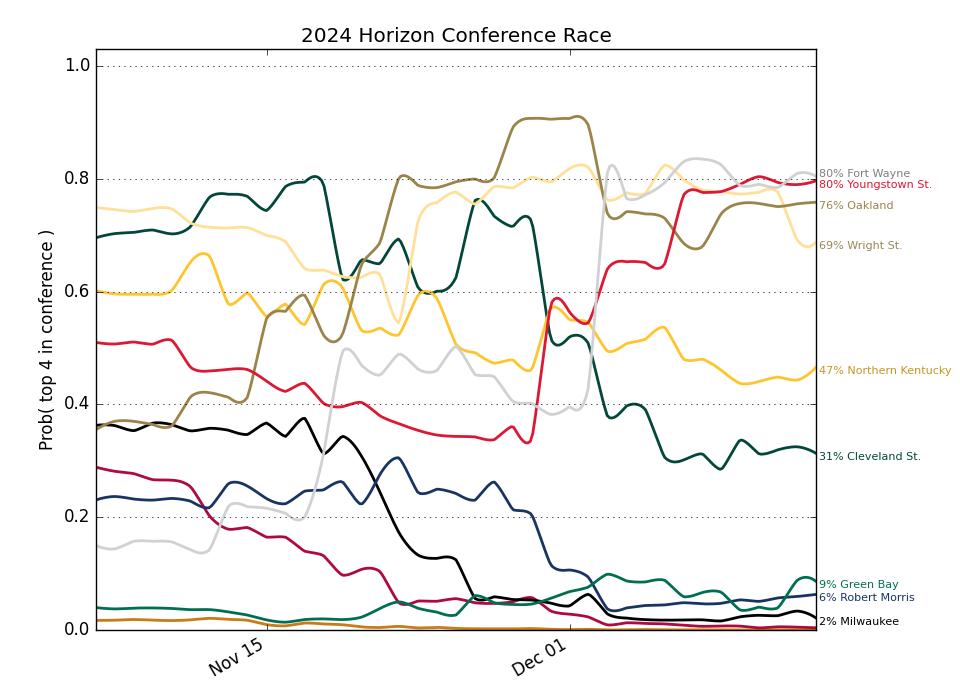 2024 Horizon Conference Race
Prob( top 4 in conference )
1.0
0.8
0.6
0.4
0.2
0.0
Nov 15
Dec 01
80% Fort Wayne
80% Youngstown St.
76% Oakland
69% Wright St.
47% Northern Kentucky
31% Cleveland St.
9% Green Bay
6% Robert Morris
2% Milwaukee